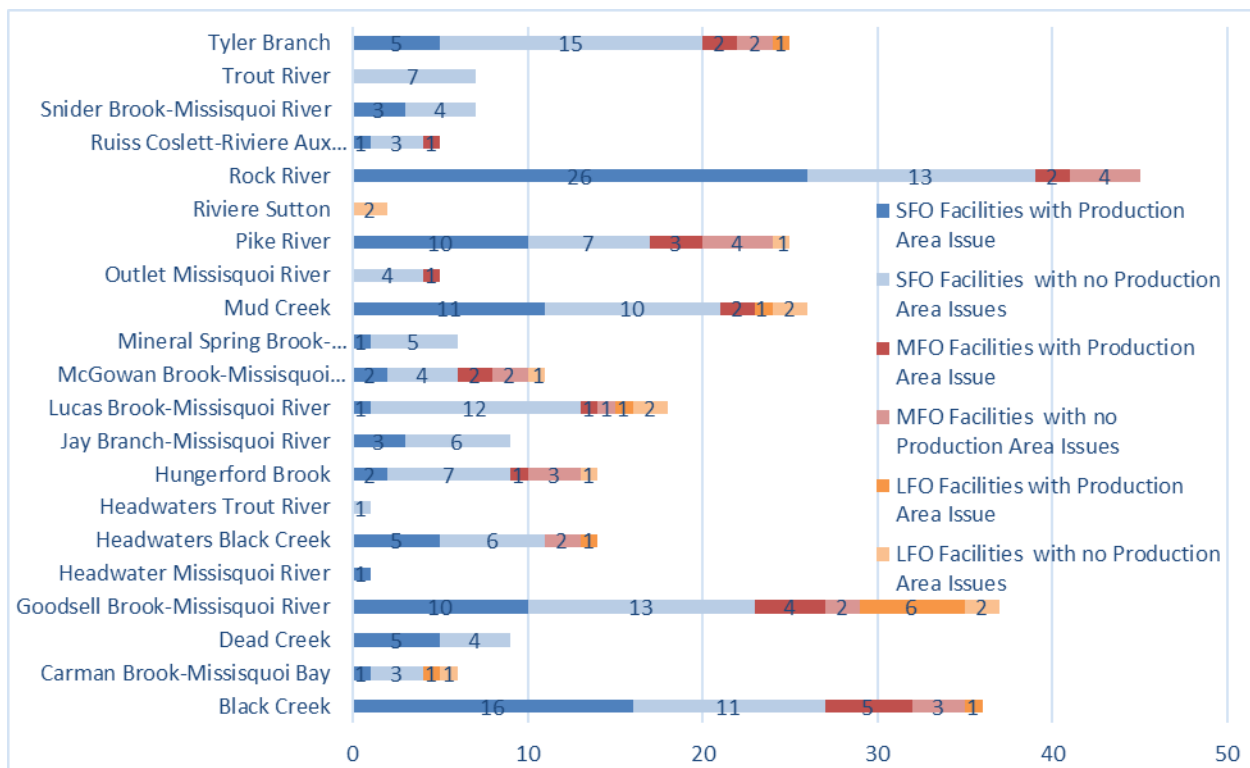 Tyler Branch 5 15 2 2 1
Trout River 7
Snider Brook-Missisquoi River 3 4
Ruiss Coslett-Riviere Aux... 1 3 1
Rock River 26 13 2 4
Riviere Sutton 2
Pike River 10 7 3 4 1
Outlet Missisquoi River 4 1
Mud Creek 11 10 2 1 2
Mineral Spring Brook-... 1 5
McGowan Brook-Missisquoi... 2 4 2 2 1
Lucas Brook-Missisquoi River 1 12 1 1 1 2
Jay Branch-Missisquoi River 3 6
Hungerford Brook 2 7 1 3 1
Headwaters Trout River 1
Headwaters Black Creek 5 6 2 1
Headwater Missisquoi River 1
Goodsell Brook-Missisquoi River 10 13 4 2 6 2
Dead Creek 5 4
Carman Brook-Missisquoi Bay 1 3 1 1
Black Creek 16 11 5 3 1
0 10 20 30 40 50
SFO Facilities with Production
Area Issue
SFO Facilities with no Production
Area Issues
MFO Facilities with Production
Area Issue
MFO Facilities with no
Production Area Issues
LFO Facilities with Production
Area Issue
LFO Facilities with no Production
Area Issues